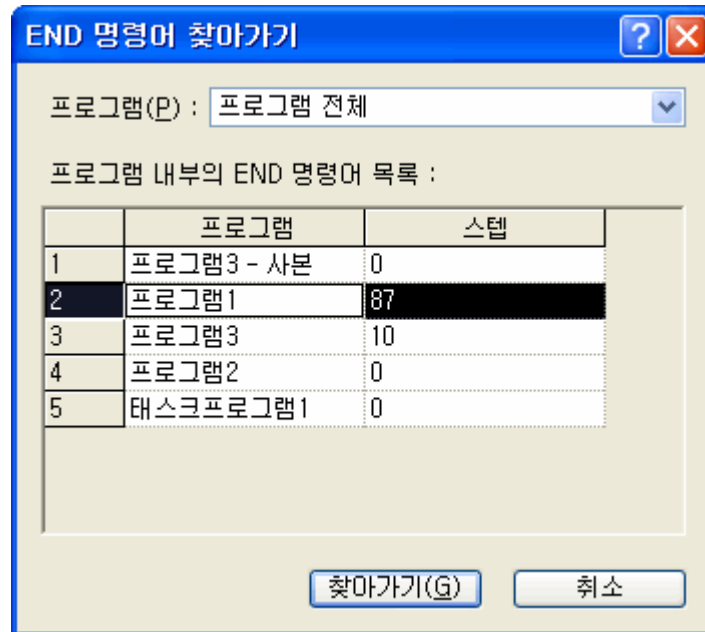 END 명령어 찾아가기
프로그램(P) : 프로그램 전체
프로그램 내부의 END 명령어 목록 :
프로그램 스텝
1 프로그램3 - 사본 0
2 프로그램1 87
3 프로그램3 10
4 프로그램2 0
5 태스크프로그램1 0
찾아가기(G) 취소